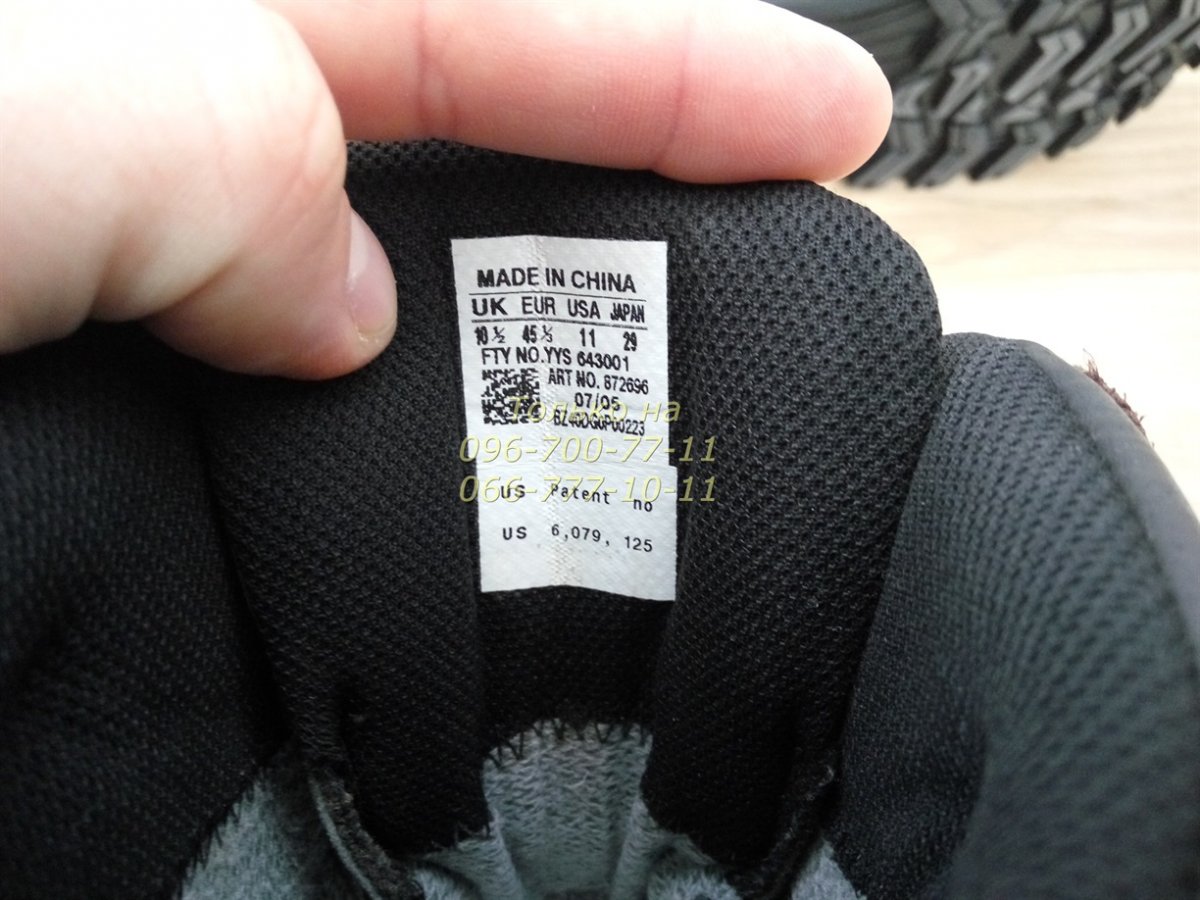 MADE IN CHINA
UK EUR USA JAPAN
10 ½ 45 ⅓ 11 29
FTY NO.YYS 643001
ART NO. 872696
07/05
Только на
096-700-77-11
066-777-10-11
US Patent no
US 6,079, 125